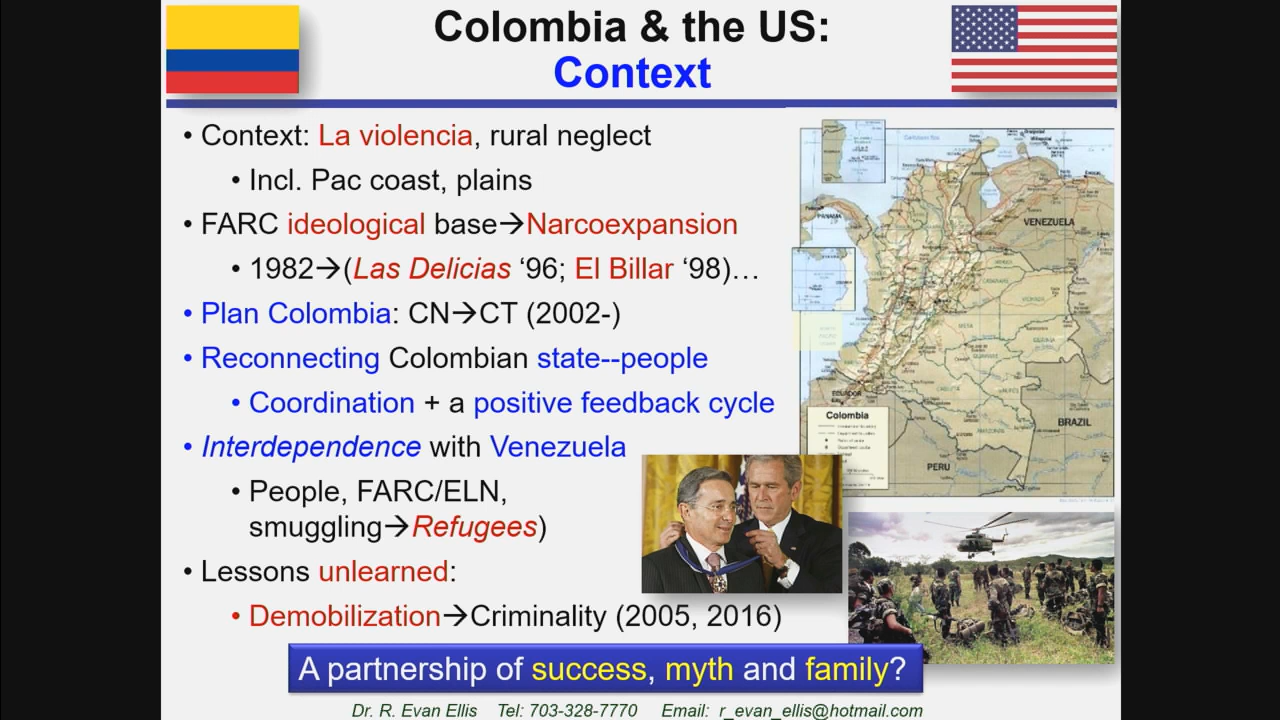 Colombia & the US:
Context
• Context: La violencia, rural neglect
• Incl. Pac coast, plains
• FARC ideological base→Narcoexpansion
• 1982→(Las Delicias ‘96; El Billar ‘98)…
• Plan Colombia: CN→CT (2002-)
• Reconnecting Colombian state--people
• Coordination + a positive feedback cycle
• Interdependence with Venezuela
• People, FARC/ELN,
smuggling→Refugees)
• Lessons unlearned:
• Demobilization→Criminality (2005, 2016)
PANAMA
VENEZUELA
ECUADOR
Colombia
BRAZIL
PERU
A partnership of success, myth and family?
Dr. R. Evan Ellis Tel: 703-328-7770 Email: r_evan_ellis@hotmail.com